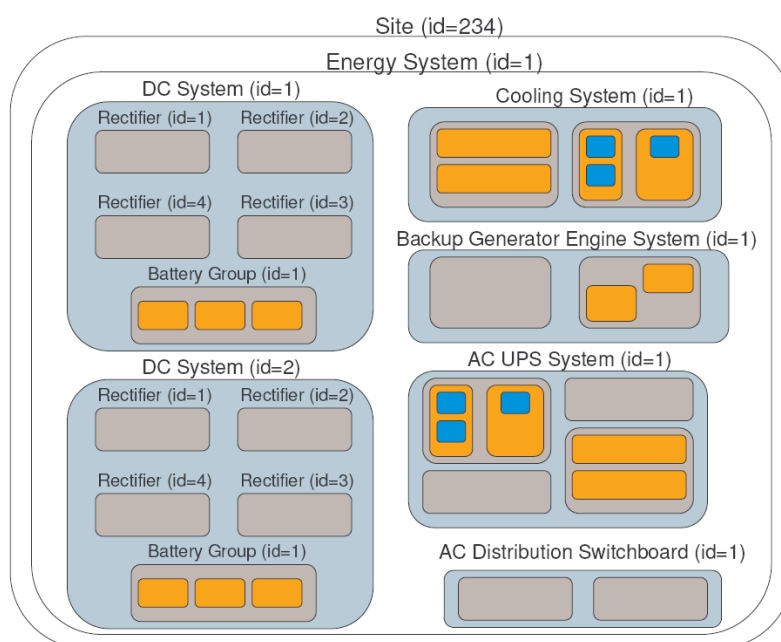 Site (id=234)
Energy System (id=1)
DC System (id=1)
Rectifier (id=1) Rectifier (id=2)
Rectifier (id=4) Rectifier (id=3)
Battery Group (id=1)
DC System (id=2)
Rectifier (id=1) Rectifier (id=2)
Rectifier (id=4) Rectifier (id=3)
Battery Group (id=1)
Cooling System (id=1)
Backup Generator Engine System (id=1)
AC UPS System (id=1)
AC Distribution Switchboard (id=1)